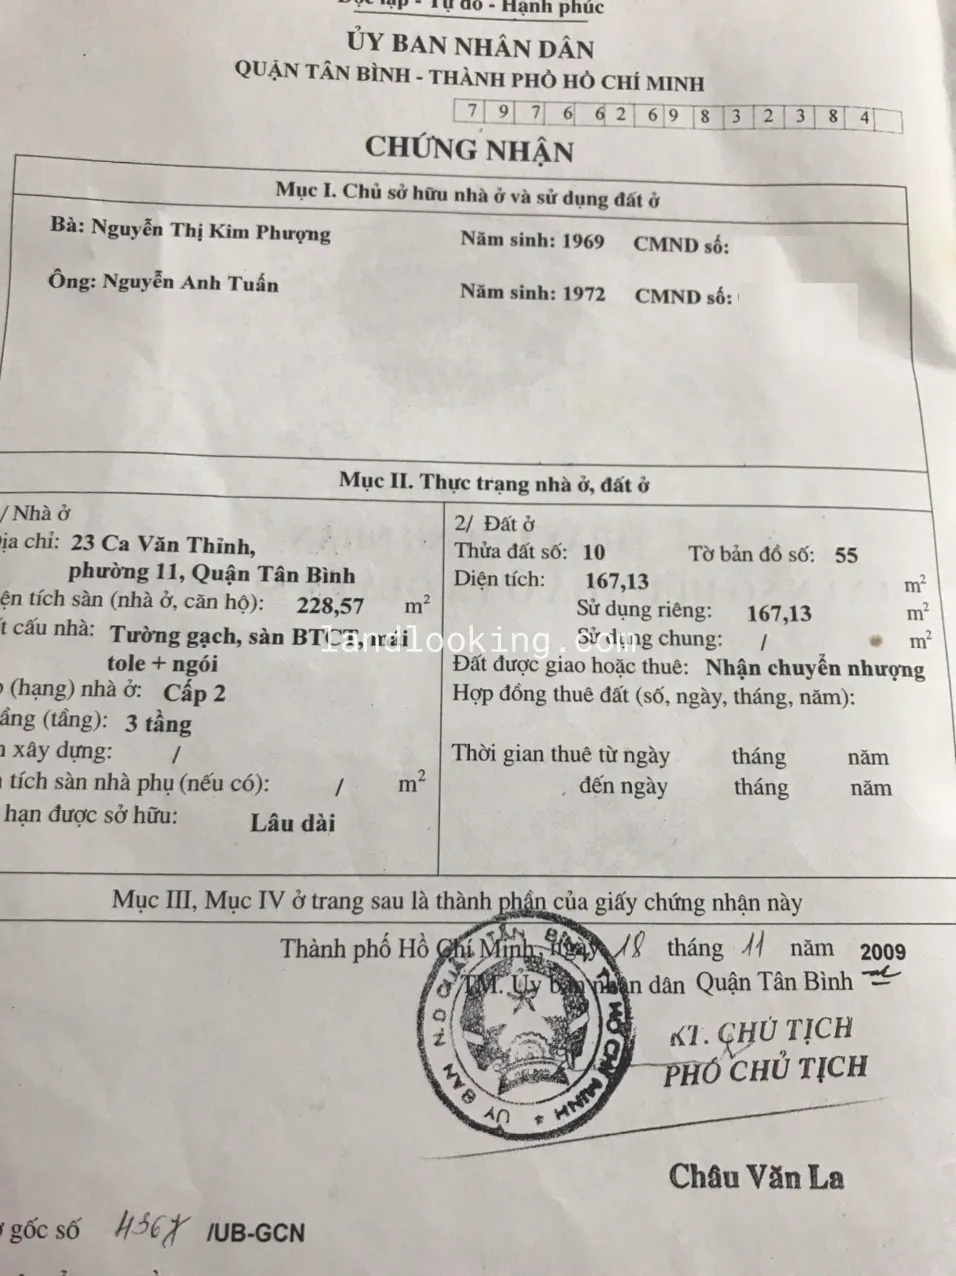 Độc lập - Tự do - Hạnh phúc
ỦY BAN NHÂN DÂN
QUẬN TÂN BÌNH - THÀNH PHỐ HỒ CHÍ MINH
7 9 7 6 6 2 6 9 8 3 2 3 8 4
CHỨNG NHẬN
Mục I. Chủ sở hữu nhà ở và sử dụng đất ở
Bà: Nguyễn Thị Kim Phượng Năm sinh: 1969 CMND số:
Ông: Nguyễn Anh Tuấn Năm sinh: 1972 CMND số:
Mục II. Thực trạng nhà ở, đất ở
/ Nhà ở
ịa chỉ: 23 Ca Văn Thỉnh,
phường 11, Quận Tân Bình
ện tích sàn (nhà ở, căn hộ): 228,57 m²
t cấu nhà: Tường gạch, sàn BTCT, mái
tole + ngói
(hạng) nhà ở: Cấp 2
ầng (tầng): 3 tầng
xây dựng: /
tích sàn nhà phụ (nếu có): / m²
hạn được sở hữu: Lâu dài
2/ Đất ở
Thửa đất số: 10 Tờ bản đồ số: 55
Diện tích: 167,13 m²
Sử dụng riêng: 167,13 m²
Sử dụng chung: / m²
landlooking.com
Đất được giao hoặc thuê: Nhận chuyển nhượng
Hợp đồng thuê đất (số, ngày, tháng, năm):
Thời gian thuê từ ngày tháng năm
đến ngày tháng năm
Mục III, Mục IV ở trang sau là thành phần của giấy chứng nhận này
Thành phố Hồ Chí Minh, ngày 18 tháng 11 năm 2009
TM. Ủy ban nhân dân Quận Tân Bình
KT. CHỦ TỊCH
PHÓ CHỦ TỊCH
ỦY BAN N.D QUẬN TÂN BÌNH T.P HỒ CHÍ MINH
Châu Văn La
gốc số /UB-GCN